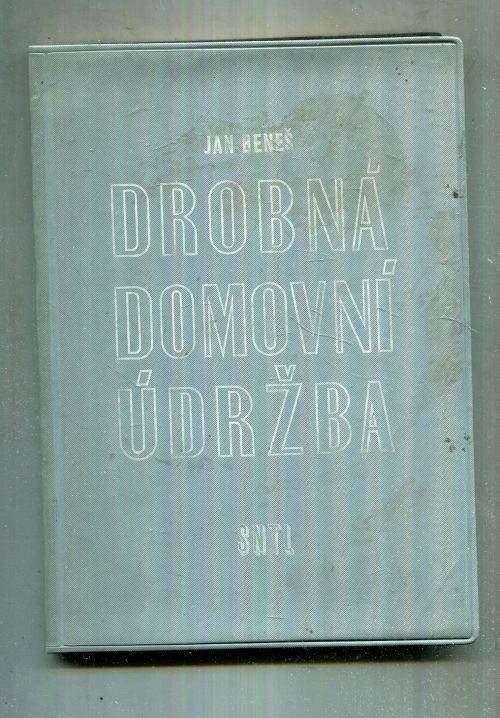 JAN BENEŠ
DROBNÁ
DOMOVNÍ
ÚDRŽBA
SNTL